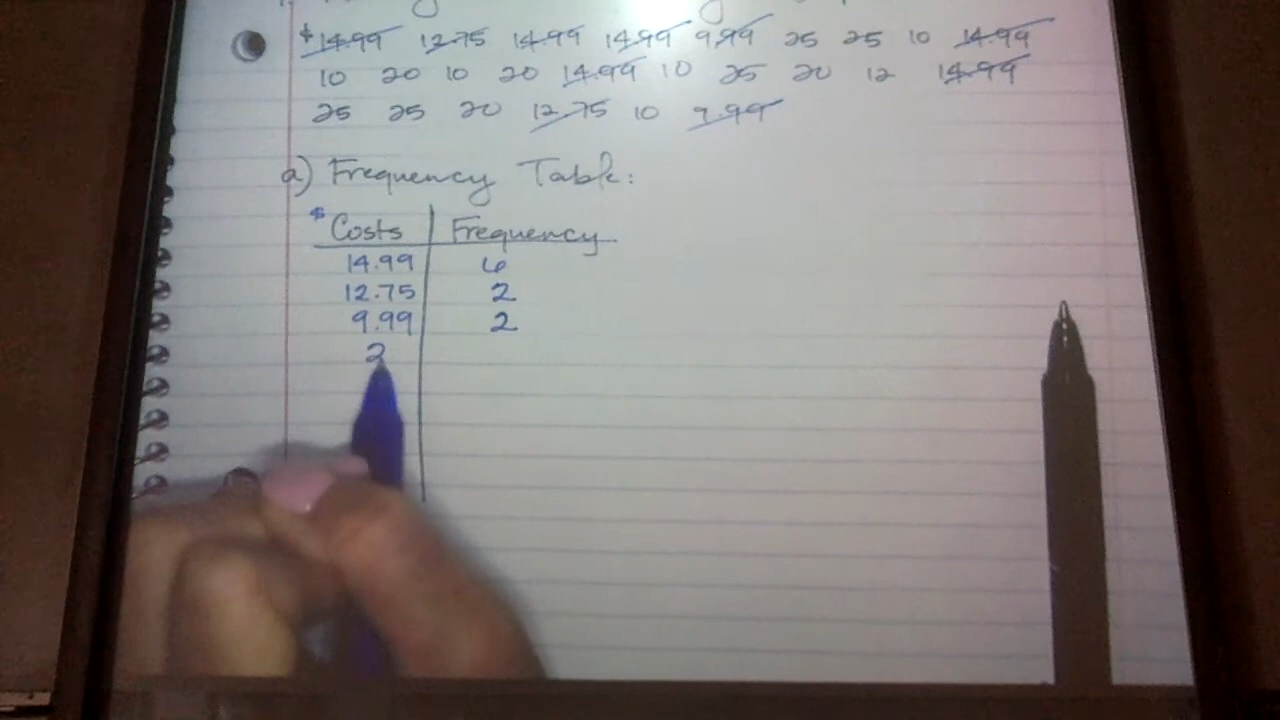 $14.99 12.75 14.99 14.99 9.99 25 25 10 14.99
10 20 10 20 14.99 10 25 20 12 14.99
25 25 20 12.75 10 9.99
a) Frequency Table:
$ Costs Frequency
14.99 6
12.75 2
9.99 2
2